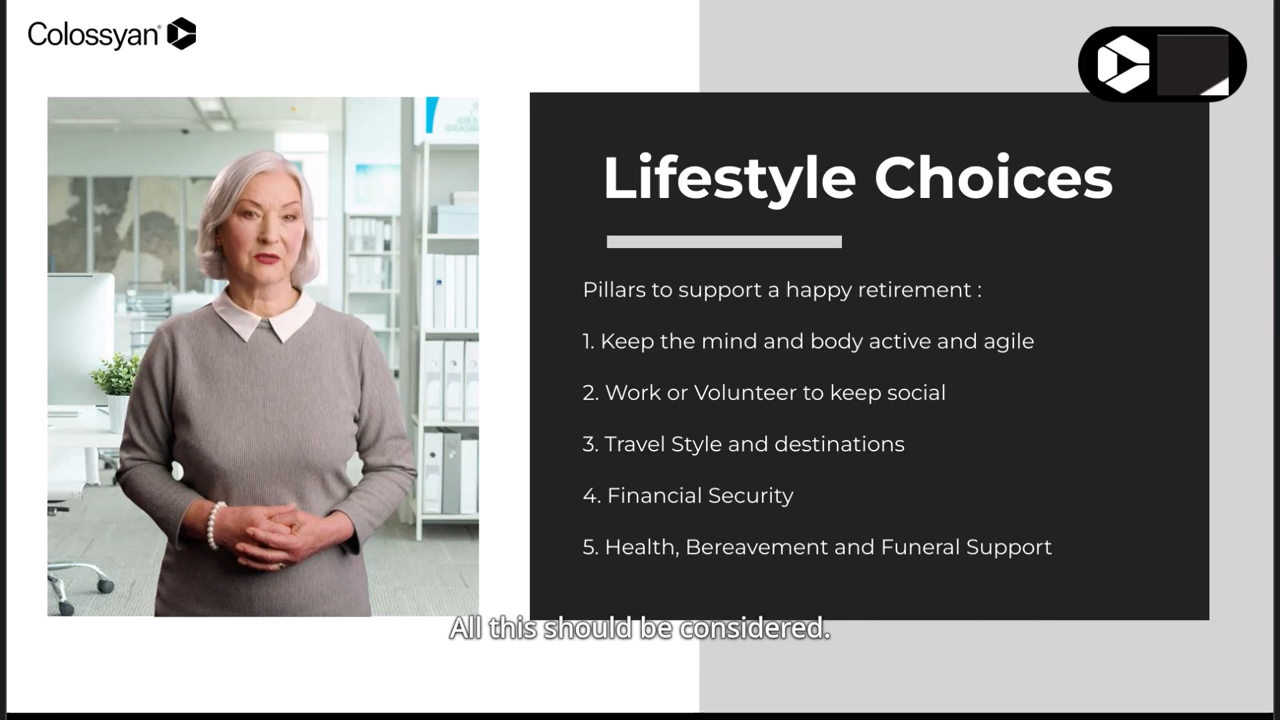 Colossyan
Lifestyle Choices
Pillars to support a happy retirement :
1. Keep the mind and body active and agile
2. Work or Volunteer to keep social
3. Travel Style and destinations
4. Financial Security
5. Health, Bereavement and Funeral Support
All this should be considered.